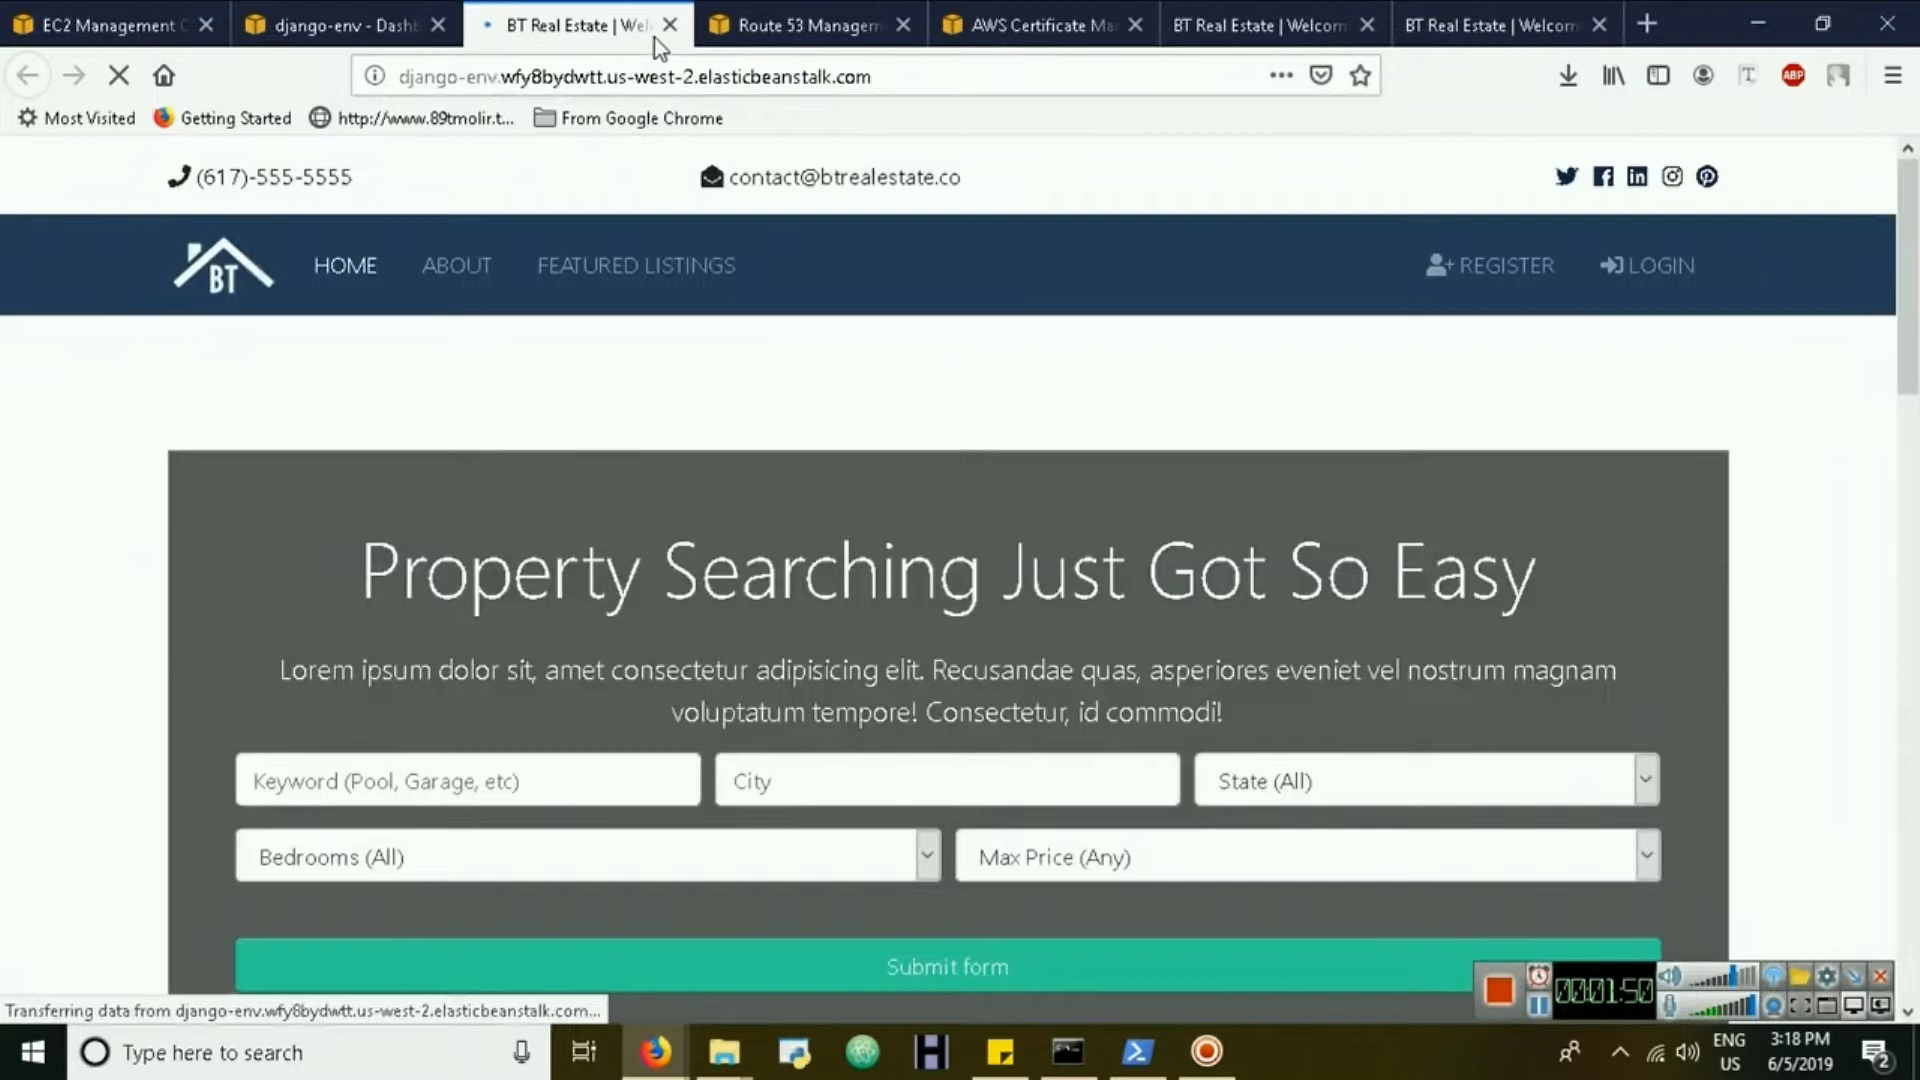 EC2 Management C
django-env - Dashb
BT Real Estate | Wel
Route 53 Managem
AWS Certificate Ma
BT Real Estate | Welcom
BT Real Estate | Welcom
django-env.wfy8bydwtt.us-west-2.elasticbeanstalk.com
ABP
Most Visited
Getting Started
http://www.89tmolir.t...
From Google Chrome
(617)-555-5555
contact@btrealestate.co
BT
HOME
ABOUT
FEATURED LISTINGS
REGISTER
LOGIN
Property Searching Just Got So Easy
Lorem ipsum dolor sit, amet consectetur adipisicing elit. Recusandae quas, asperiores eveniet vel nostrum magnam
voluptatum tempore! Consectetur, id commodi!
Keyword (Pool, Garage, etc)
City
State (All)
Bedrooms (All)
Max Price (Any)
Submit form
00:01:50
Transferring data from django-env.wfy8bydwtt.us-west-2.elasticbeanstalk.com...
Type here to search
ENG
US
3:18 PM
6/5/2019
2